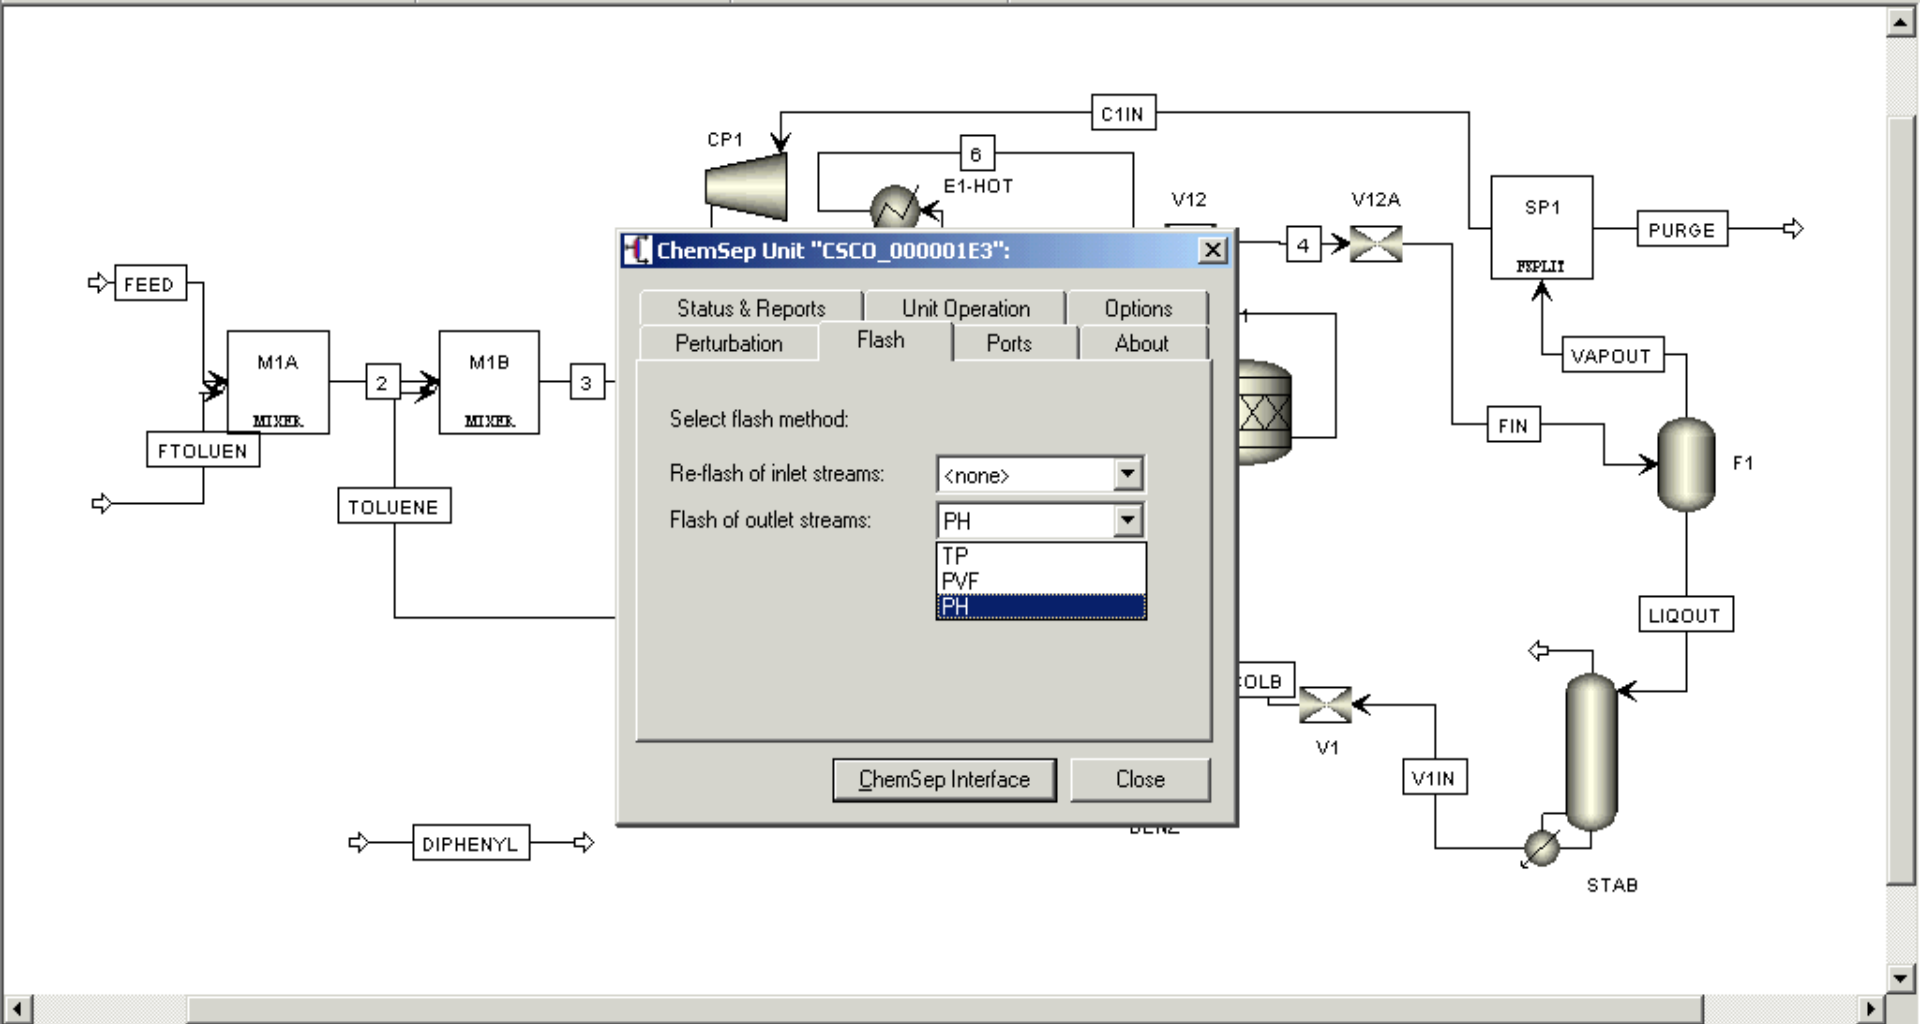 C1IN
CP1
6
E1-HOT
V12
V12A
SP1
FSPLIT
PURGE
4
FEED
M1A
MIXER
2
M1B
MIXER
3
FTOLUEN
TOLUENE
ChemSep Unit "CSCO_000001E3":
Status & Reports
Unit Operation
Options
Perturbation
Flash
Ports
About
Select flash method:
Re-flash of inlet streams:
<none>
Flash of outlet streams:
PH
TP
PVF
PH
ChemSep Interface
Close
VAPOUT
FIN
F1
LIQOUT
V1
V1IN
STAB
DIPHENYL